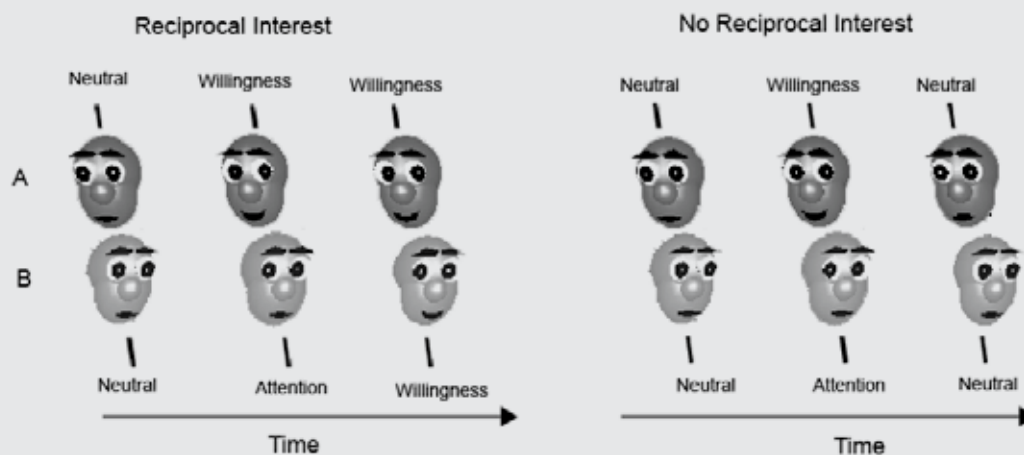 Reciprocal Interest
Neutral Willingness Willingness
A
B
Neutral Attention Willingness
Time
No Reciprocal Interest
Neutral Willingness Neutral
Neutral Attention Neutral
Time